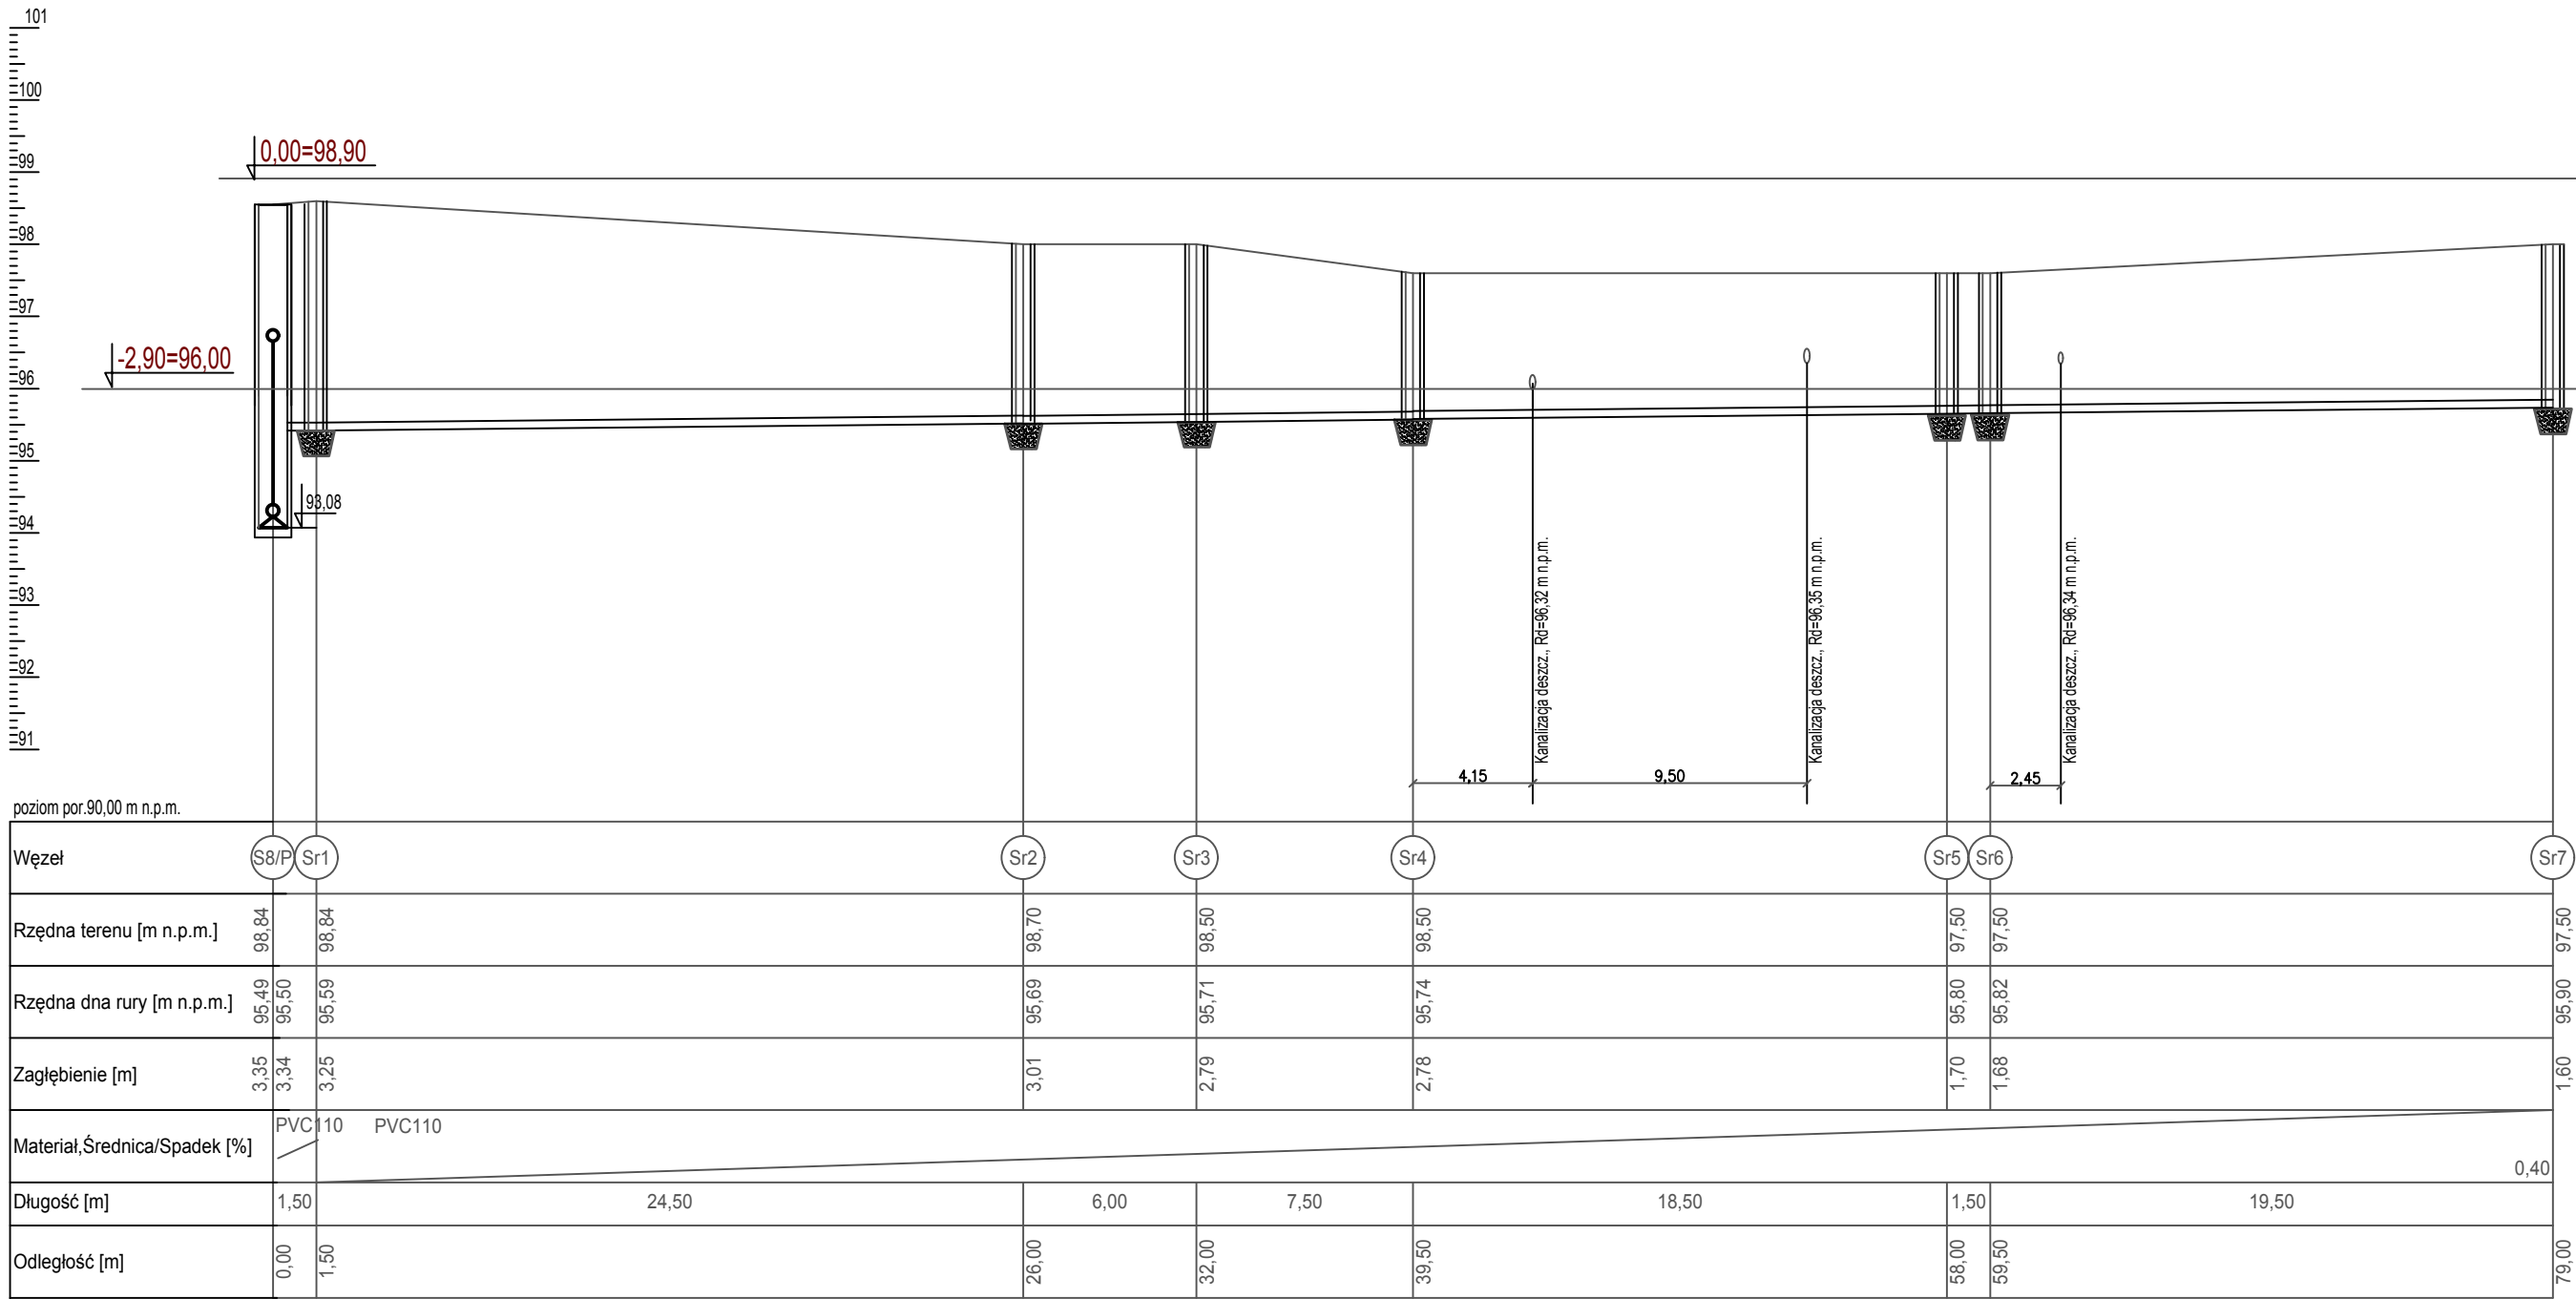 101
100
99
98
97
96
95
94
93
92
91
0,00=98,90
-2,90=96,00
93,08
Kanalizacja deszcz., Rd=96,32 m n.p.m.
Kanalizacja deszcz., Rd=96,35 m n.p.m.
Kanalizacja deszcz., Rd=96,34 m n.p.m.
4,15 9,50 2,45
poziom por.90,00 m n.p.m.
Węzeł S8/P Sr1 Sr2 Sr3 Sr4 Sr5 Sr6 Sr7
Rzędna terenu [m n.p.m.] 98,84 98,84 98,70 98,50 98,50 97,50 97,50 97,50
Rzędna dna rury [m n.p.m.] 95,49 95,50 95,59 95,69 95,71 95,74 95,80 95,82 95,90
Zagłębienie [m] 3,35 3,34 3,25 3,01 2,79 2,78 1,70 1,68 1,60
Materiał,Średnica/Spadek [%] PVC110 PVC110 0,40
Długość [m] 1,50 24,50 6,00 7,50 18,50 1,50 19,50
Odległość [m] 0,00 1,50 26,00 32,00 39,50 58,00 59,50 79,00